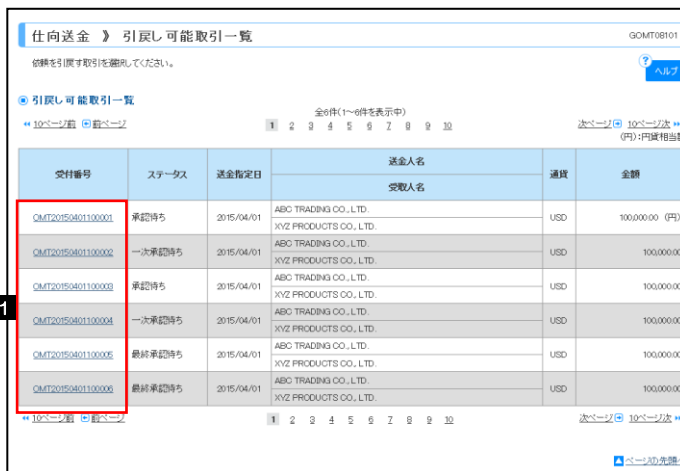 仕向送金 》 引戻し可能取引一覧
GOMT08101
依頼を引戻す取引を選択してください。
? ヘルプ
引戻し可能取引一覧
全6件(1～6件を表示中)
10ページ前 前ページ 1 2 3 4 5 6 7 8 9 10 次ページ 10ページ次
(円):円貨相当
受付番号 ステータス 送金指定日 送金人名 通貨 金額
受取人名
OMT20150401100001 承認待ち 2015/04/01 ABC TRADING CO.,LTD. USD 100,000.00 (円)
XYZ PRODUCTS CO., LTD.
OMT20150401100002 一次承認待ち 2015/04/01 ABC TRADING CO.,LTD. USD 100,000.00
XYZ PRODUCTS CO., LTD.
OMT20150401100003 承認待ち 2015/04/01 ABC TRADING CO.,LTD. USD 100,000.00
XYZ PRODUCTS CO., LTD.
1
OMT20150401100004 一次承認待ち 2015/04/01 ABC TRADING CO.,LTD. USD 100,000.00
XYZ PRODUCTS CO., LTD.
OMT20150401100005 最終承認待ち 2015/04/01 ABC TRADING CO.,LTD. USD 100,000.00
XYZ PRODUCTS CO., LTD.
OMT20150401100006 最終承認待ち 2015/04/01 ABC TRADING CO.,LTD. USD 100,000.00
XYZ PRODUCTS CO., LTD.
10ページ前 前ページ 1 2 3 4 5 6 7 8 9 10 次ページ 10ページ次
ページの先頭へ